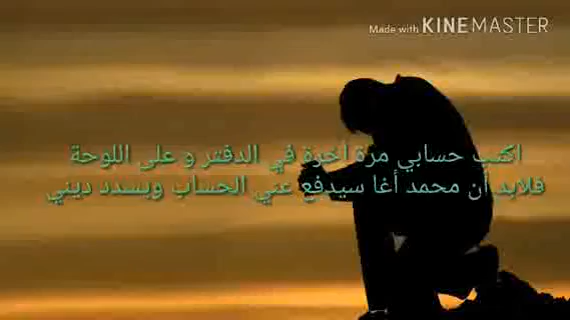 Made with KINEMASTER
اكتب حسابي مرة أخرة في الدفتر و على اللوحة
فلابد أن محمد أغا سيدفع عني الحساب ويسدد ديني